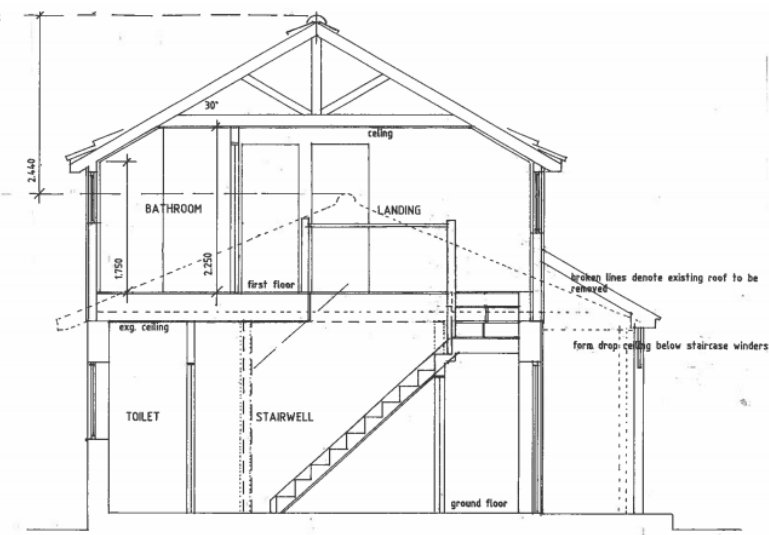 30°
ceiling
2.440
BATHROOM
LANDING
1.750
2.250
first floor
broken lines denote existing roof to be
removed
exg. ceiling
form drop ceiling below staircase winders
TOILET
STAIRWELL
ground floor